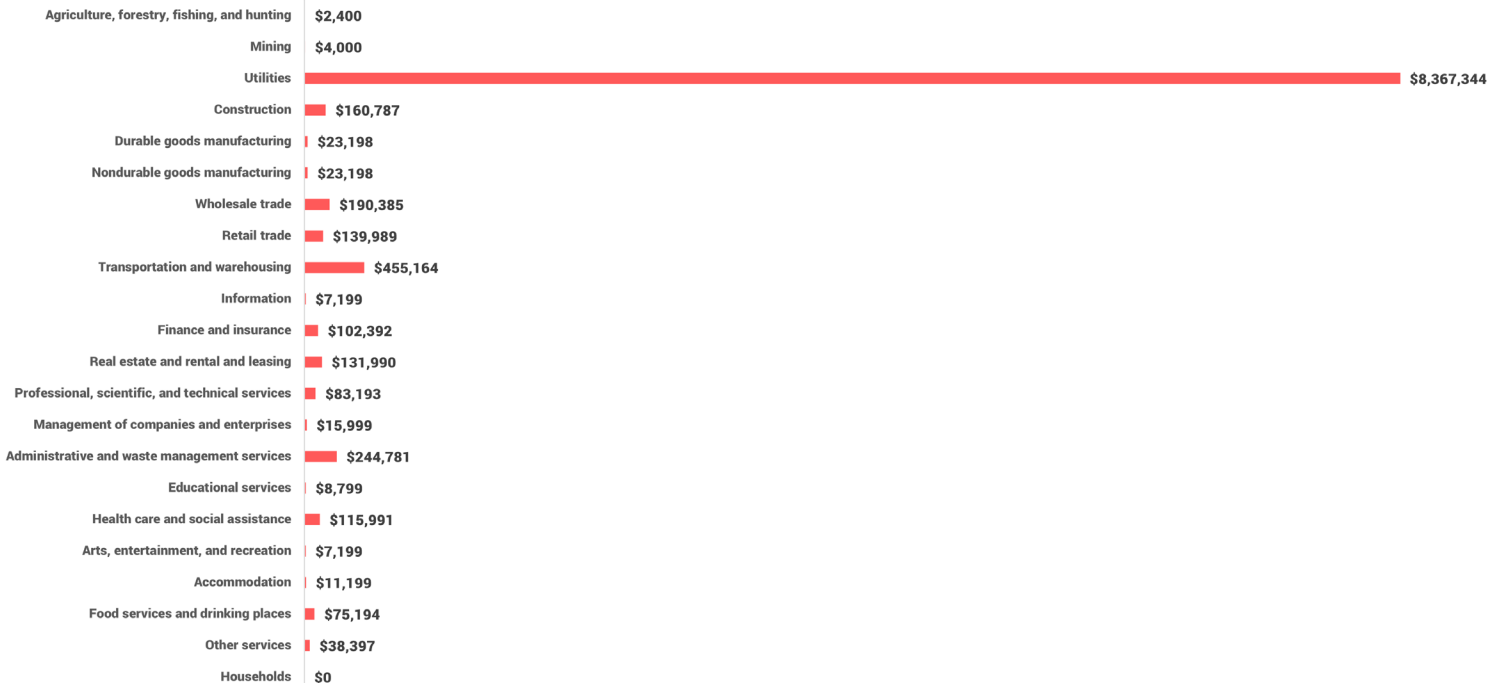 Agriculture, forestry, fishing, and hunting $2,400
Mining $4,000
Utilities $8,367,344
Construction $160,787
Durable goods manufacturing $23,198
Nondurable goods manufacturing $23,198
Wholesale trade $190,385
Retail trade $139,989
Transportation and warehousing $455,164
Information $7,199
Finance and insurance $102,392
Real estate and rental and leasing $131,990
Professional, scientific, and technical services $83,193
Management of companies and enterprises $15,999
Administrative and waste management services $244,781
Educational services $8,799
Health care and social assistance $115,991
Arts, entertainment, and recreation $7,199
Accommodation $11,199
Food services and drinking places $75,194
Other services $38,397
Households $0